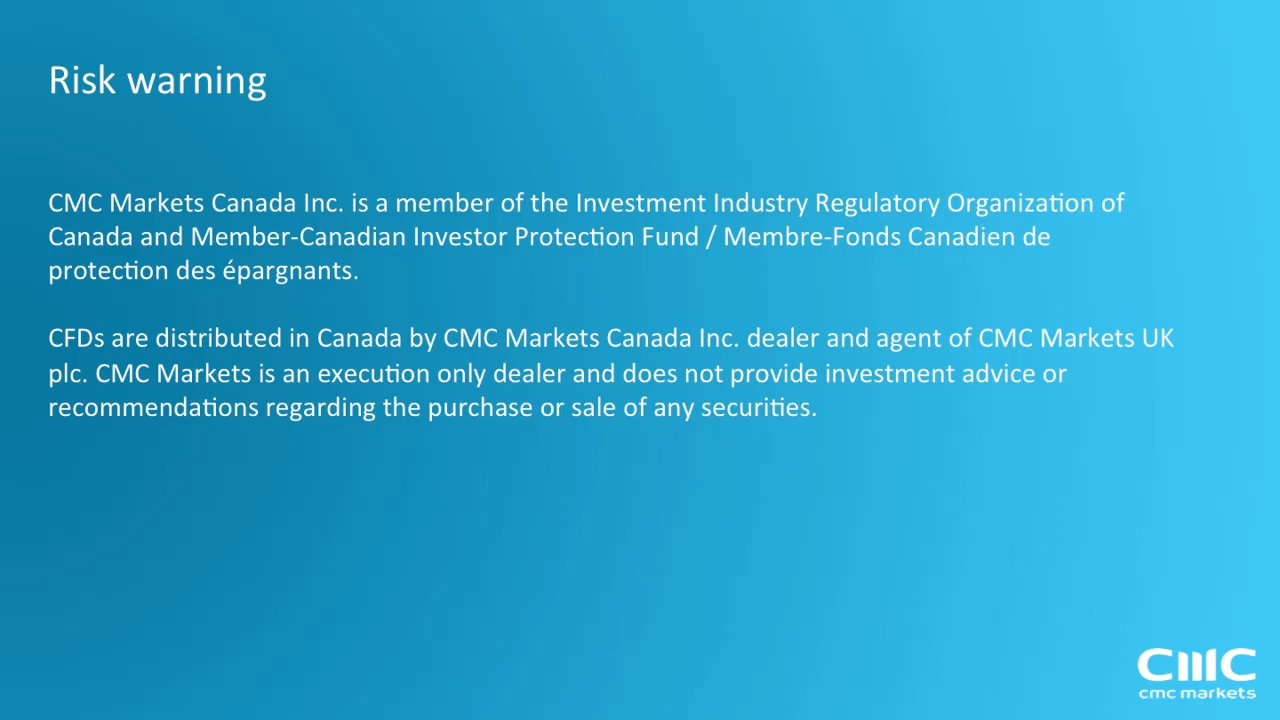 Risk warning
CMC Markets Canada Inc. is a member of the Investment Industry Regulatory Organization of
Canada and Member-Canadian Investor Protection Fund / Membre-Fonds Canadien de
protection des épargnants.
CFDs are distributed in Canada by CMC Markets Canada Inc. dealer and agent of CMC Markets UK
plc. CMC Markets is an execution only dealer and does not provide investment advice or
recommendations regarding the purchase or sale of any securities.
CMC
cmc markets